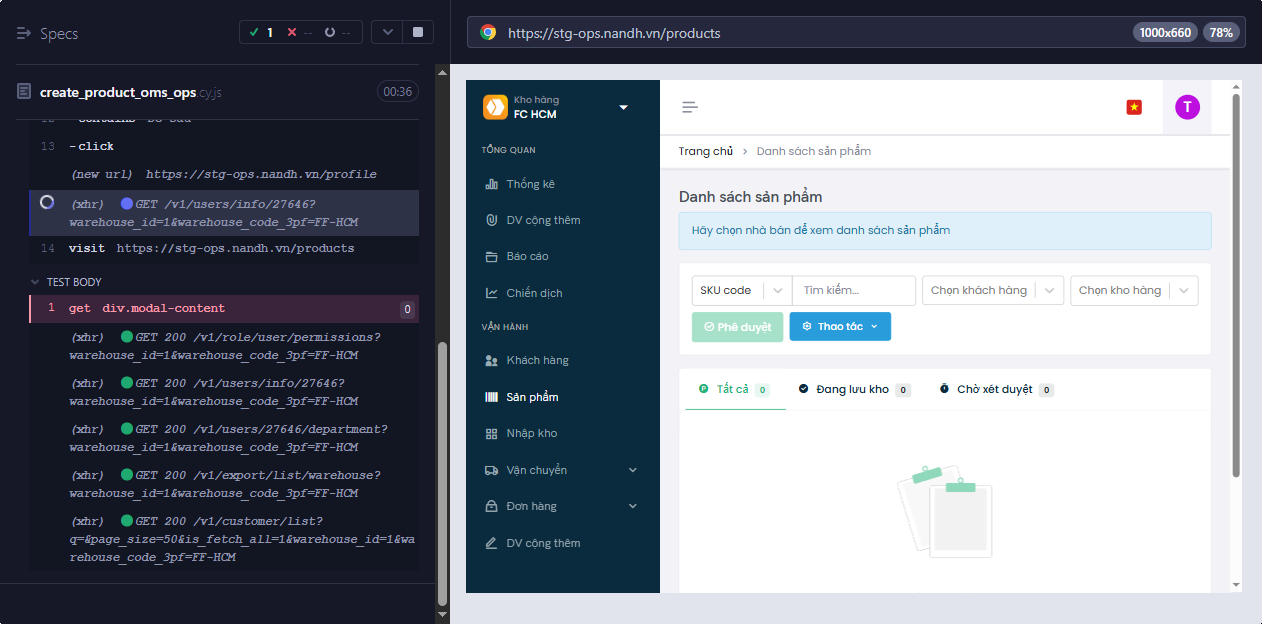 Specs
1
--
--
create_product_oms_ops.cy.js
00:36
12 -contains Bỏ sau
13 -click
(new url) https://stg-ops.nandh.vn/profile
(xhr) GET /v1/users/info/27646?
warehouse_id=1&warehouse_code_3pf=FF-HCM
14 visit https://stg-ops.nandh.vn/products
TEST BODY
1 get div.modal-content 0
(xhr) GET 200 /v1/role/user/permissions?
warehouse_id=1&warehouse_code_3pf=FF-HCM
(xhr) GET 200 /v1/users/info/27646?
warehouse_id=1&warehouse_code_3pf=FF-HCM
(xhr) GET 200 /v1/users/27646/department?
warehouse_id=1&warehouse_code_3pf=FF-HCM
(xhr) GET 200 /v1/export/list/warehouse?
warehouse_id=1&warehouse_code_3pf=FF-HCM
(xhr) GET 200 /v1/customer/list?
q=&page_size=50&is_fetch_all=1&warehouse_id=1&wa
rehouse_code_3pf=FF-HCM
https://stg-ops.nandh.vn/products
1000x660
78%
Kho hàng
FC HCM
TỔNG QUAN
Thống kê
DV cộng thêm
Báo cáo
Chiến dịch
VẬN HÀNH
Khách hàng
Sản phẩm
Nhập kho
Vận chuyển
Đơn hàng
DV cộng thêm
T
Trang chủ > Danh sách sản phẩm
Danh sách sản phẩm
Hãy chọn nhà bán để xem danh sách sản phẩm
SKU code
Tìm kiếm...
Chọn khách hàng
Chọn kho hàng
Phê duyệt
Thao tác
Tất cả 0
Đang lưu kho 0
Chờ xét duyệt 0